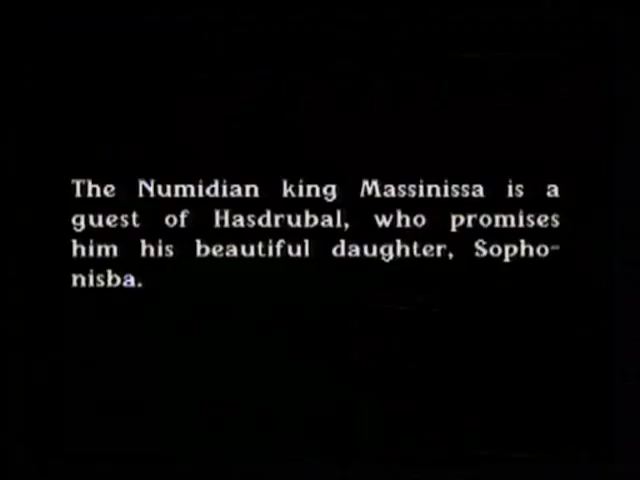 The Numidian king Massinissa is a
guest of Hasdrubal, who promises
him his beautiful daughter, Sopho-
nisba.